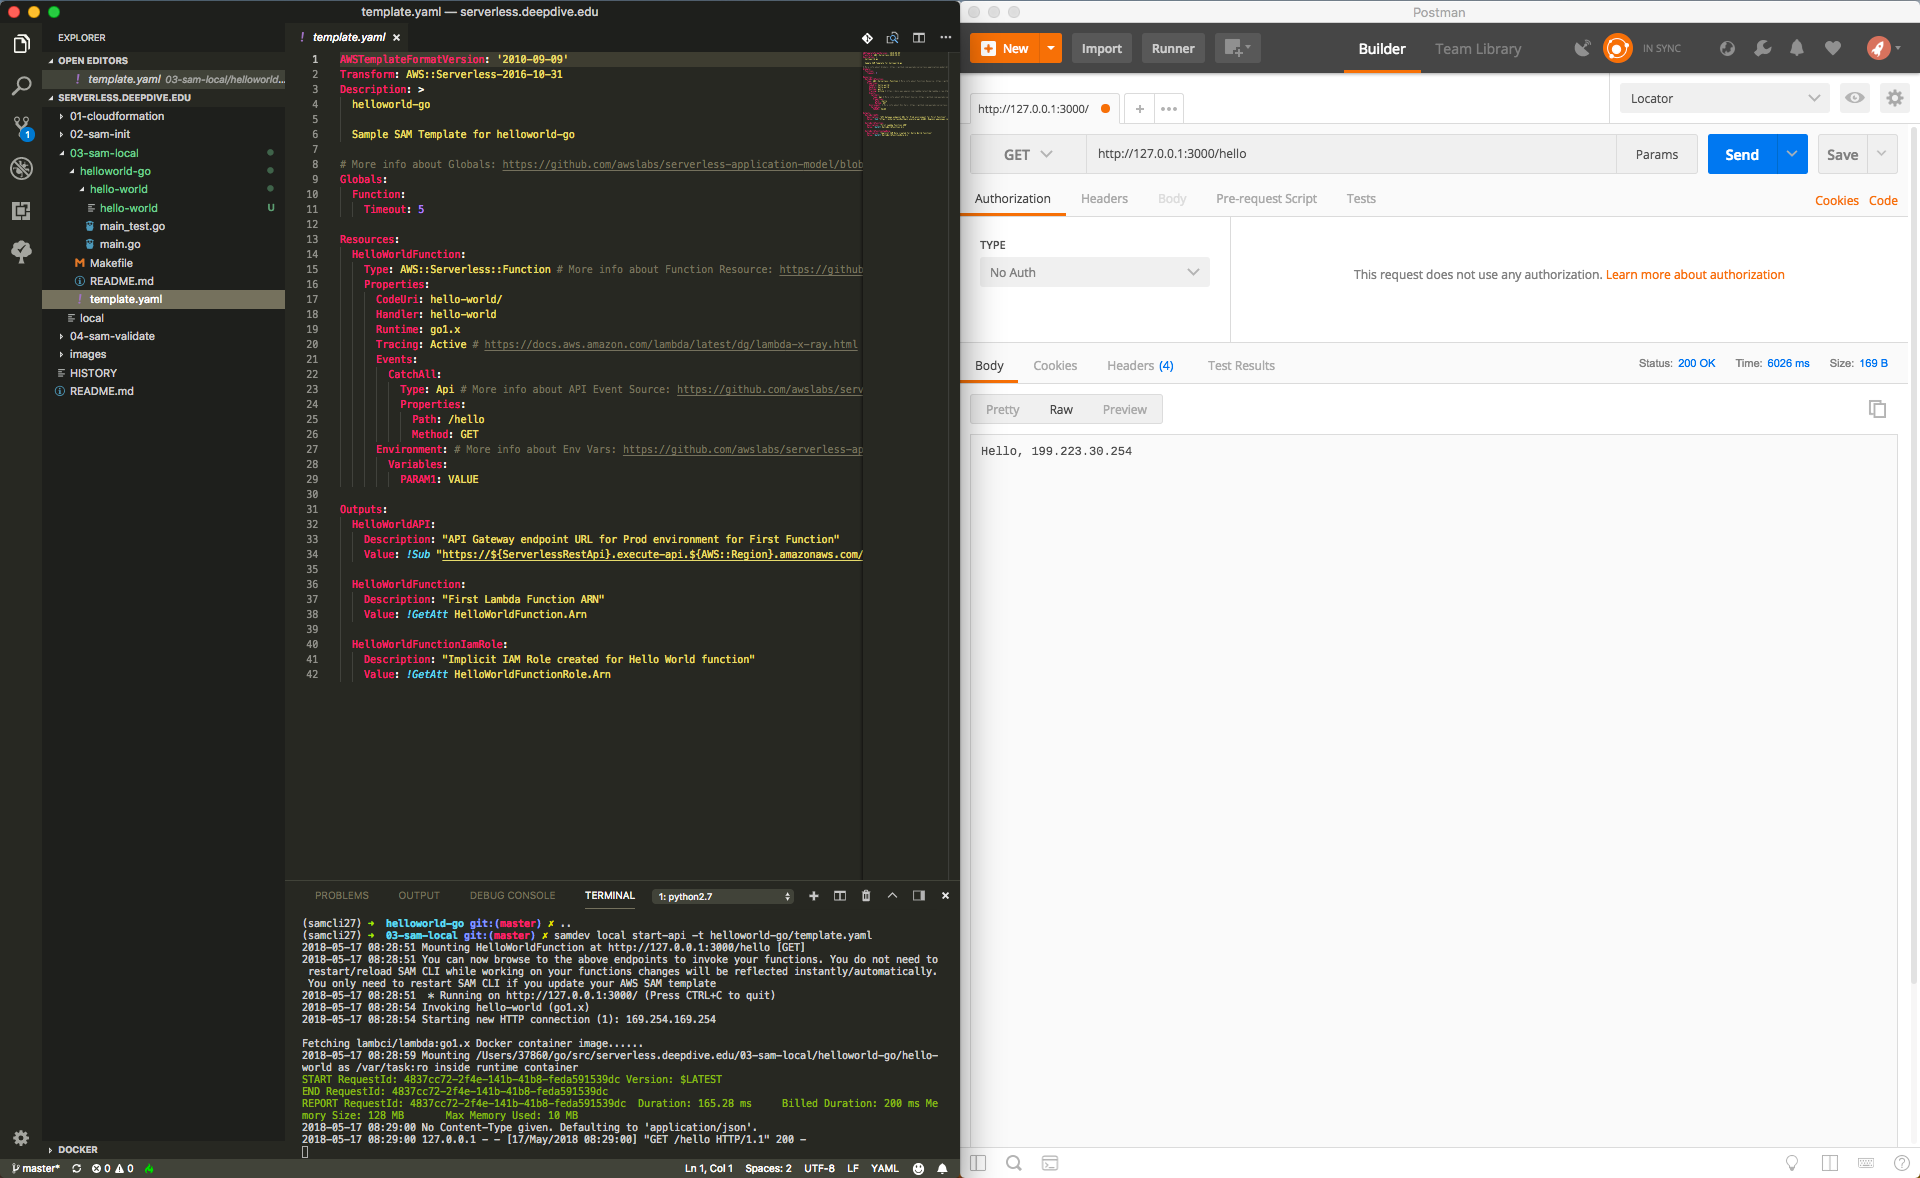 template.yaml — serverless.deepdive.edu
EXPLORER
OPEN EDITORS
! template.yaml 03-sam-local/helloworld...
SERVERLESS.DEEPDIVE.EDU
01-cloudformation
02-sam-init
03-sam-local
helloworld-go
hello-world
hello-world U
main_test.go
main.go
M Makefile
README.md
! template.yaml
local
04-sam-validate
images
HISTORY
README.md
DOCKER
1
! template.yaml
1 AWSTemplateFormatVersion: '2010-09-09'
2 Transform: AWS::Serverless-2016-10-31
3 Description: >
4 helloworld-go
5
6 Sample SAM Template for helloworld-go
7
8 # More info about Globals: https://github.com/awslabs/serverless-application-model/blob
9 Globals:
10 Function:
11 Timeout: 5
12
13 Resources:
14 HelloWorldFunction:
15 Type: AWS::Serverless::Function # More info about Function Resource: https://github
16 Properties:
17 CodeUri: hello-world/
18 Handler: hello-world
19 Runtime: go1.x
20 Tracing: Active # https://docs.aws.amazon.com/lambda/latest/dg/lambda-x-ray.html
21 Events:
22 CatchAll:
23 Type: Api # More info about API Event Source: https://github.com/awslabs/serv
24 Properties:
25 Path: /hello
26 Method: GET
27 Environment: # More info about Env Vars: https://github.com/awslabs/serverless-ap
28 Variables:
29 PARAM1: VALUE
30
31 Outputs:
32 HelloWorldAPI:
33 Description: "API Gateway endpoint URL for Prod environment for First Function"
34 Value: !Sub "https://${ServerlessRestApi}.execute-api.${AWS::Region}.amazonaws.com/
35
36 HelloWorldFunction:
37 Description: "First Lambda Function ARN"
38 Value: !GetAtt HelloWorldFunction.Arn
39
40 HelloWorldFunctionIamRole:
41 Description: "Implicit IAM Role created for Hello World function"
42 Value: !GetAtt HelloWorldFunctionRole.Arn
PROBLEMS OUTPUT DEBUG CONSOLE TERMINAL 1: python2.7
(samcli27) ➜ helloworld-go git:(master) ✗ ..
(samcli27) ➜ 03-sam-local git:(master) ✗ samdev local start-api -t helloworld-go/template.yaml
2018-05-17 08:28:51 Mounting HelloWorldFunction at http://127.0.0.1:3000/hello [GET]
2018-05-17 08:28:51 You can now browse to the above endpoints to invoke your functions. You do not need to
restart/reload SAM CLI while working on your functions changes will be reflected instantly/automatically.
You only need to restart SAM CLI if you update your AWS SAM template
2018-05-17 08:28:51 * Running on http://127.0.0.1:3000/ (Press CTRL+C to quit)
2018-05-17 08:28:54 Invoking hello-world (go1.x)
2018-05-17 08:28:54 Starting new HTTP connection (1): 169.254.169.254
Fetching lambci/lambda:go1.x Docker container image......
2018-05-17 08:28:59 Mounting /Users/37860/go/src/serverless.deepdive.edu/03-sam-local/helloworld-go/hello-
world as /var/task:ro inside runtime container
START RequestId: 4837cc72-2f4e-141b-41b8-feda591539dc Version: $LATEST
END RequestId: 4837cc72-2f4e-141b-41b8-feda591539dc
REPORT RequestId: 4837cc72-2f4e-141b-41b8-feda591539dc Duration: 165.28 ms Billed Duration: 200 ms Me
mory Size: 128 MB Max Memory Used: 10 MB
2018-05-17 08:29:00 No Content-Type given. Defaulting to 'application/json'.
2018-05-17 08:29:00 127.0.0.1 - - [17/May/2018 08:29:00] "GET /hello HTTP/1.1" 200 -
master* 0 0 Ln 1, Col 1 Spaces: 2 UTF-8 LF YAML
Postman
New Import Runner Builder Team Library IN SYNC
http://127.0.0.1:3000/ Locator
GET http://127.0.0.1:3000/hello Params Send Save
Authorization Headers Body Pre-request Script Tests Cookies Code
TYPE
No Auth
This request does not use any authorization. Learn more about authorization
Body Cookies Headers (4) Test Results Status: 200 OK Time: 6026 ms Size: 169 B
Pretty Raw Preview
Hello, 199.223.30.254